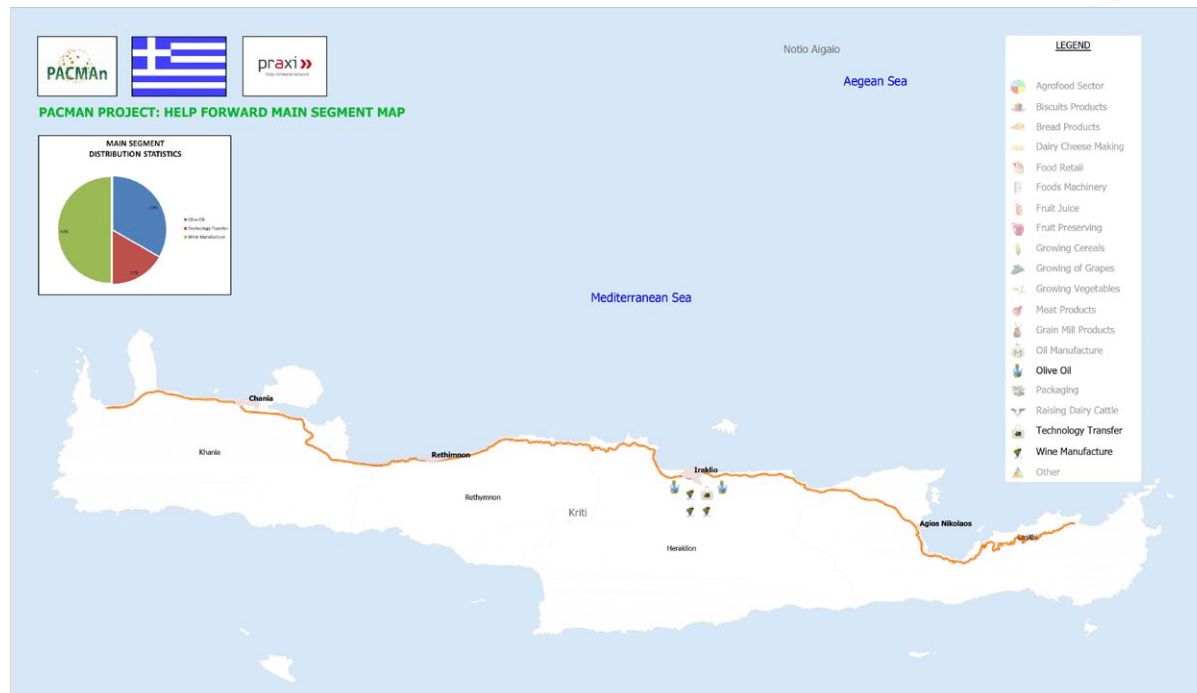 PACMAn
praxi
help forward network
PACMAN PROJECT: HELP FORWARD MAIN SEGMENT MAP
MAIN SEGMENT
DISTRIBUTION STATISTICS
Olive Oil
Technology Transfer
Wine Manufacture
Notio Aigaio
Aegean Sea
Mediterranean Sea
LEGEND
Agrofood Sector
Biscuits Products
Bread Products
Dairy Cheese Making
Food Retail
Foods Machinery
Fruit Juice
Fruit Preserving
Growing Cereals
Growing of Grapes
Growing Vegetables
Meat Products
Grain Mill Products
Oil Manufacture
Olive Oil
Packaging
Raising Dairy Cattle
Technology Transfer
Wine Manufacture
Other
Chania
Khania
Rethimnon
Rethymnon
Kriti
Iraklio
Heraklion
Agios Nikolaos